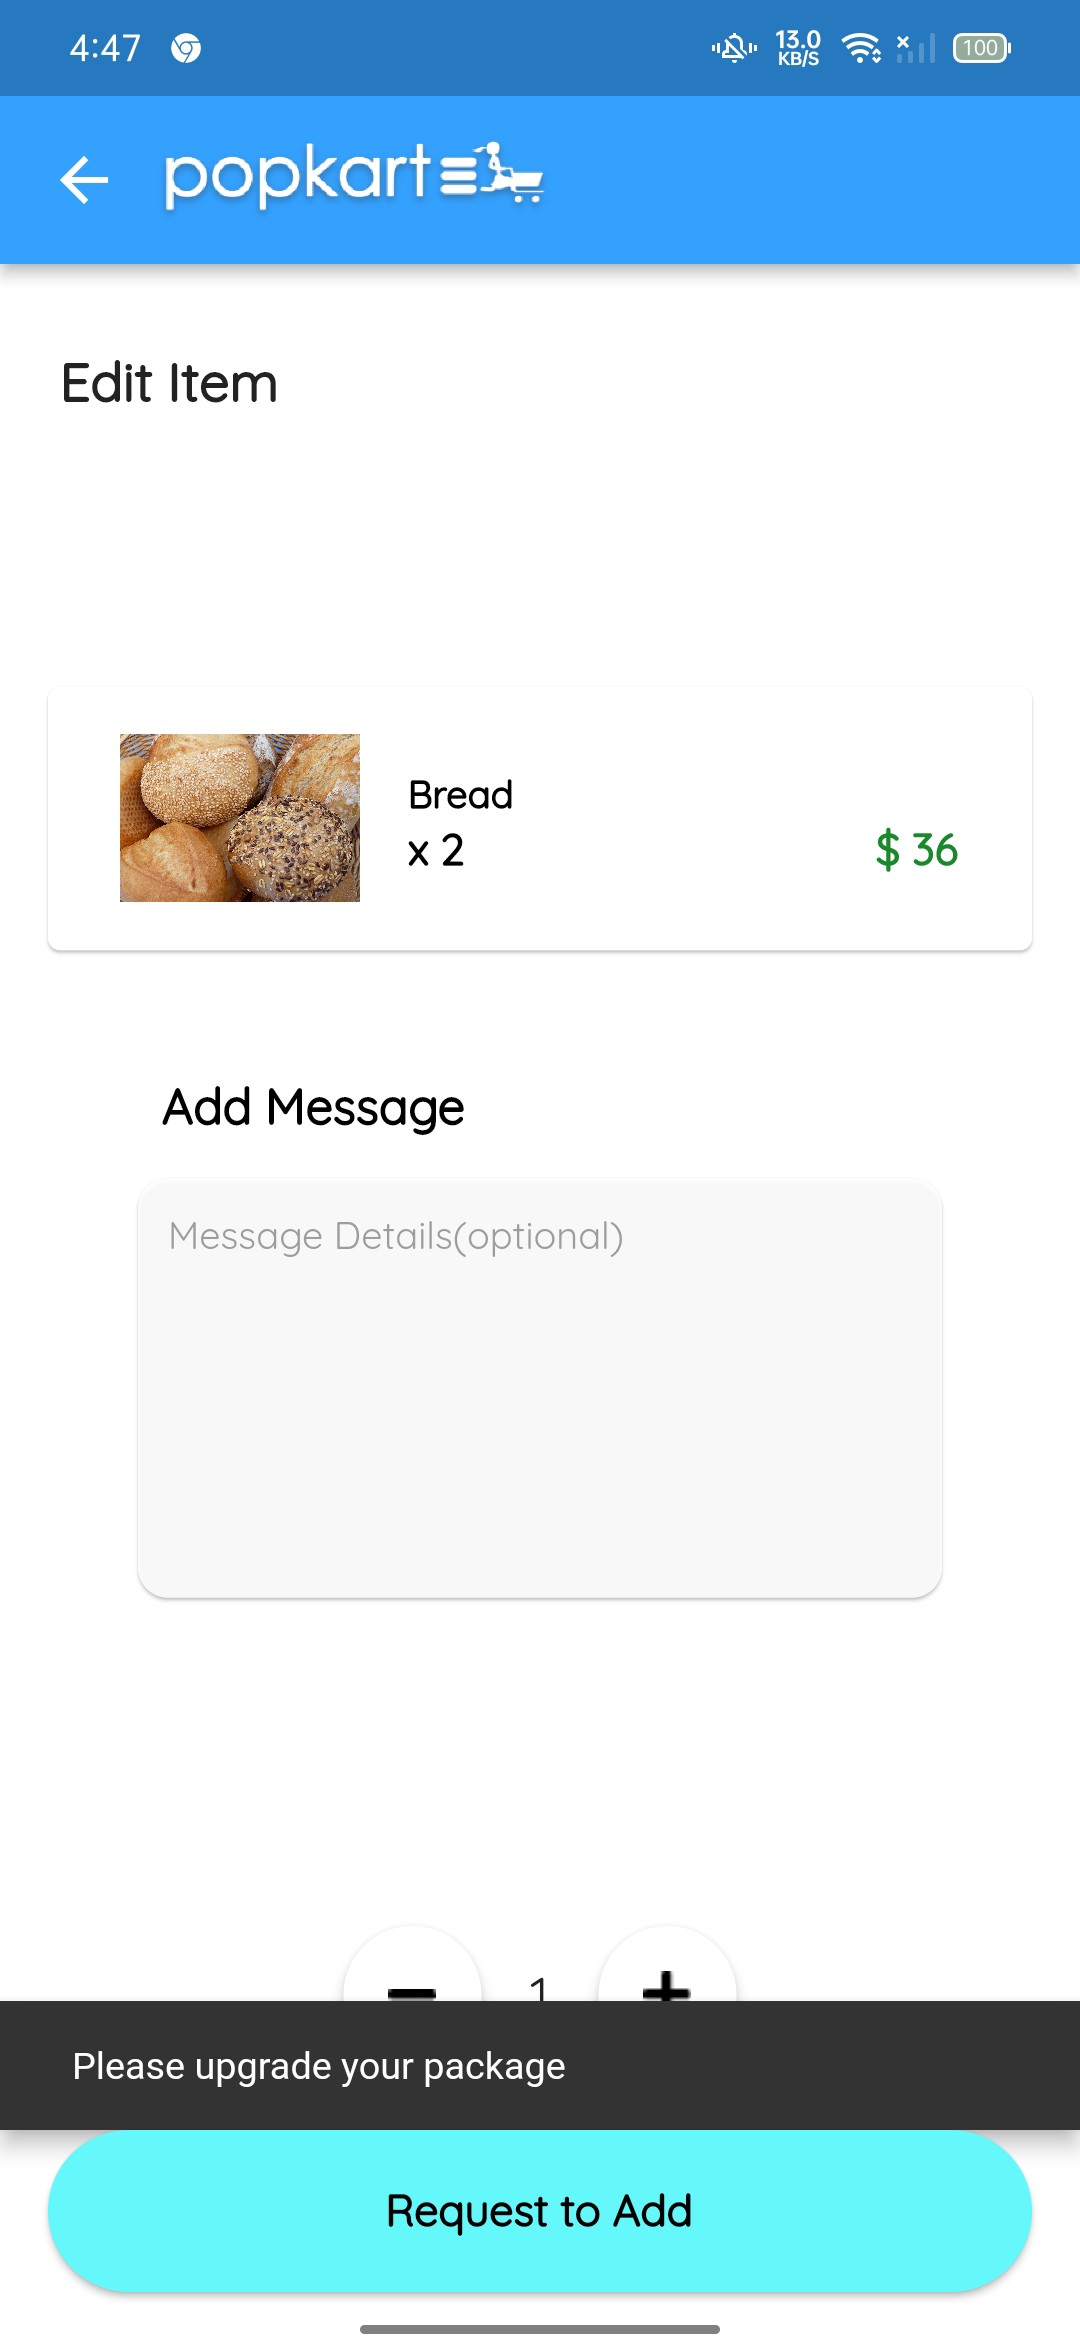 4:47
13.0
KB/S
100
popkart
Edit Item
Bread
x 2
$ 36
Add Message
Message Details(optional)
1
Please upgrade your package
Request to Add